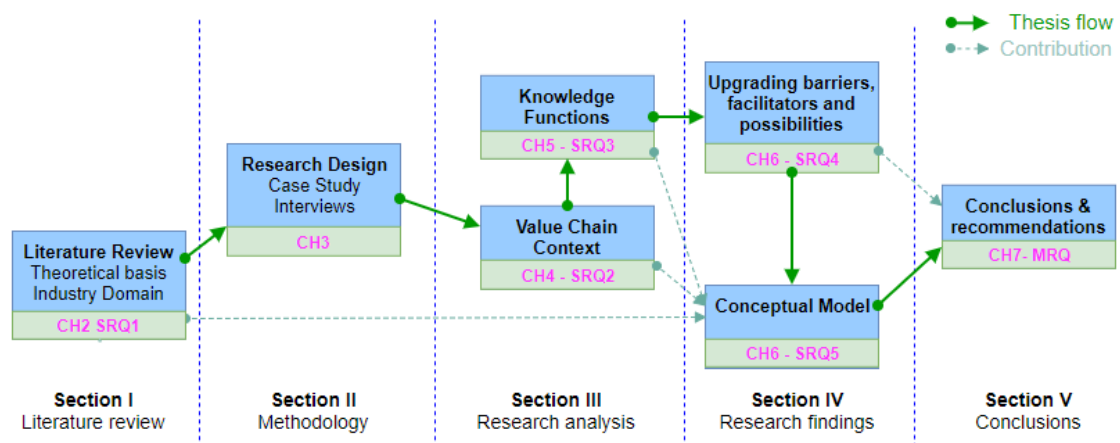 Thesis flow
Contribution
Literature Review
Theoretical basis
Industry Domain
CH2 SRQ1
Research Design
Case Study
Interviews
CH3
Knowledge
Functions
CH5 - SRQ3
Value Chain
Context
CH4 - SRQ2
Upgrading barriers,
facilitators and
possibilities
CH6 - SRQ4
Conceptual Model
CH6 - SRQ5
Conclusions &
recommendations
CH7- MRQ
Section I
Literature review
Section II
Methodology
Section III
Research analysis
Section IV
Research findings
Section V
Conclusions